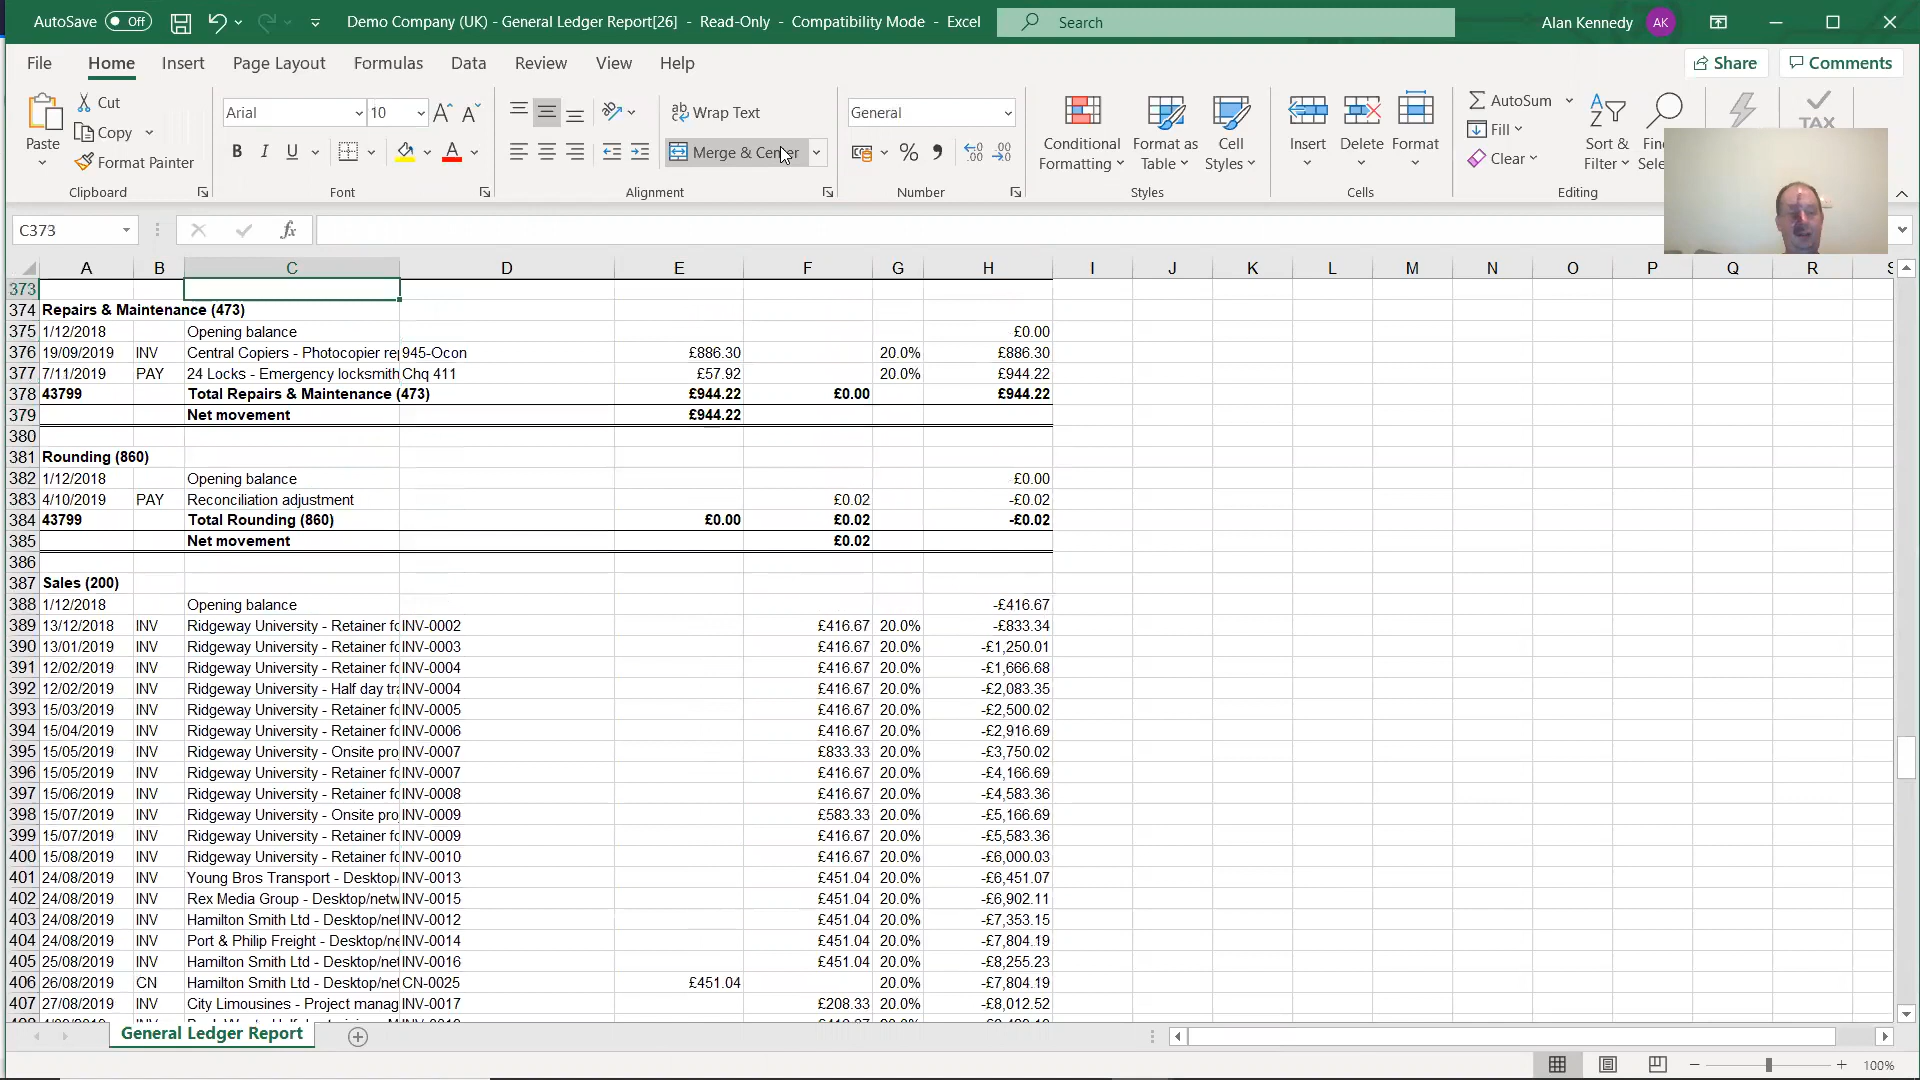 AutoSave Off Demo Company (UK) - General Ledger Report[26] - Read-Only - Compatibility Mode - Excel Search Alan Kennedy AK
File Home Insert Page Layout Formulas Data Review View Help Share Comments
Paste Cut Copy Format Painter Clipboard
Arial 10 B I U A Font
ab Wrap Text Merge & Center Alignment
General % Number
Conditional Formatting Format as Table Cell Styles Styles
Insert Delete Format Cells
AutoSum Fill Clear Sort & Filter Editing
TAX
C373 fx
A B C D E F G H I J K L M N O P Q R
373
374 Repairs & Maintenance (473)
375 1/12/2018 Opening balance £0.00
376 19/09/2019 INV Central Copiers - Photocopier 945-Ocon £886.30 20.0% £886.30
377 7/11/2019 PAY 24 Locks - Emergency locksmith Chq 411 £57.92 20.0% £944.22
378 43799 Total Repairs & Maintenance (473) £944.22 £0.00 £944.22
379 Net movement £944.22
380
381 Rounding (860)
382 1/12/2018 Opening balance £0.00
383 4/10/2019 PAY Reconciliation adjustment £0.02 -£0.02
384 43799 Total Rounding (860) £0.00 £0.02 -£0.02
385 Net movement £0.02
386
387 Sales (200)
388 1/12/2018 Opening balance -£416.67
389 13/12/2018 INV Ridgeway University - Retainer fo INV-0002 £416.67 20.0% -£833.34
390 13/01/2019 INV Ridgeway University - Retainer fo INV-0003 £416.67 20.0% -£1,250.01
391 12/02/2019 INV Ridgeway University - Retainer fo INV-0004 £416.67 20.0% -£1,666.68
392 12/02/2019 INV Ridgeway University - Half day tra INV-0004 £416.67 20.0% -£2,083.35
393 15/03/2019 INV Ridgeway University - Retainer fo INV-0005 £416.67 20.0% -£2,500.02
394 15/04/2019 INV Ridgeway University - Retainer fo INV-0006 £416.67 20.0% -£2,916.69
395 15/05/2019 INV Ridgeway University - Onsite pro INV-0007 £833.33 20.0% -£3,750.02
396 15/05/2019 INV Ridgeway University - Retainer fo INV-0007 £416.67 20.0% -£4,166.69
397 15/06/2019 INV Ridgeway University - Retainer fo INV-0008 £416.67 20.0% -£4,583.36
398 15/07/2019 INV Ridgeway University - Onsite pro INV-0009 £583.33 20.0% -£5,166.69
399 15/07/2019 INV Ridgeway University - Retainer fo INV-0009 £416.67 20.0% -£5,583.36
400 15/08/2019 INV Ridgeway University - Retainer fo INV-0010 £416.67 20.0% -£6,000.03
401 24/08/2019 INV Young Bros Transport - Desktop/ INV-0013 £451.04 20.0% -£6,451.07
402 24/08/2019 INV Rex Media Group - Desktop/netw INV-0015 £451.04 20.0% -£6,902.11
403 24/08/2019 INV Hamilton Smith Ltd - Desktop/net INV-0012 £451.04 20.0% -£7,353.15
404 24/08/2019 INV Port & Philip Freight - Desktop/ne INV-0014 £451.04 20.0% -£7,804.19
405 25/08/2019 INV Hamilton Smith Ltd - Desktop/net INV-0016 £451.04 20.0% -£8,255.23
406 26/08/2019 CN Hamilton Smith Ltd - Desktop/net CN-0025 £451.04 20.0% -£7,804.19
407 27/08/2019 INV City Limousines - Project manag INV-0017 £208.33 20.0% -£8,012.52
General Ledger Report
100%